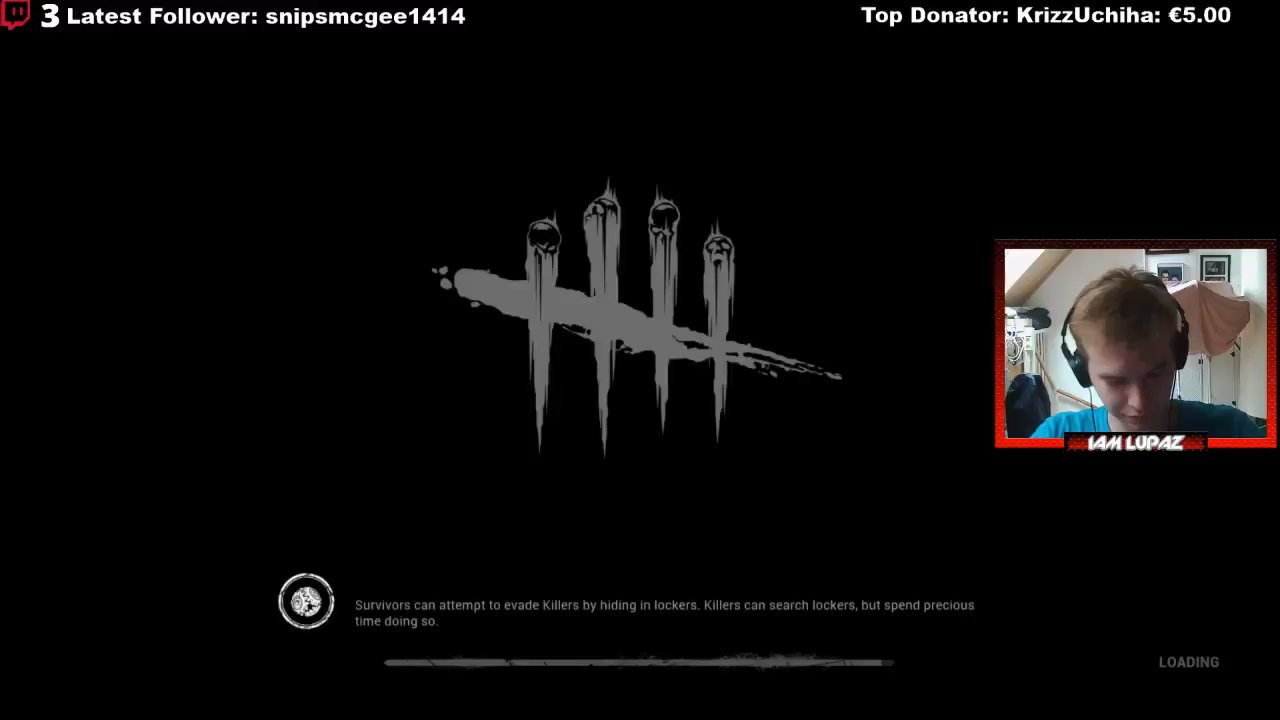 3 Latest Follower: snipsmcgee1414
Top Donator: KrizzUchiha: €5.00
IAM LUPAZ
Survivors can attempt to evade Killers by hiding in lockers. Killers can search lockers, but spend precious
time doing so.
LOADING